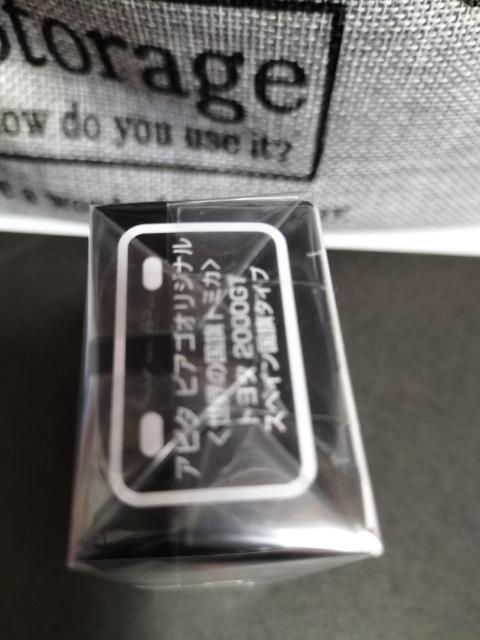 Storage
How do you use it?
アピタ ピアゴオリジナル
<世界の国旗トミカ>
トヨタ 2000GT
スペイン国旗タイプ